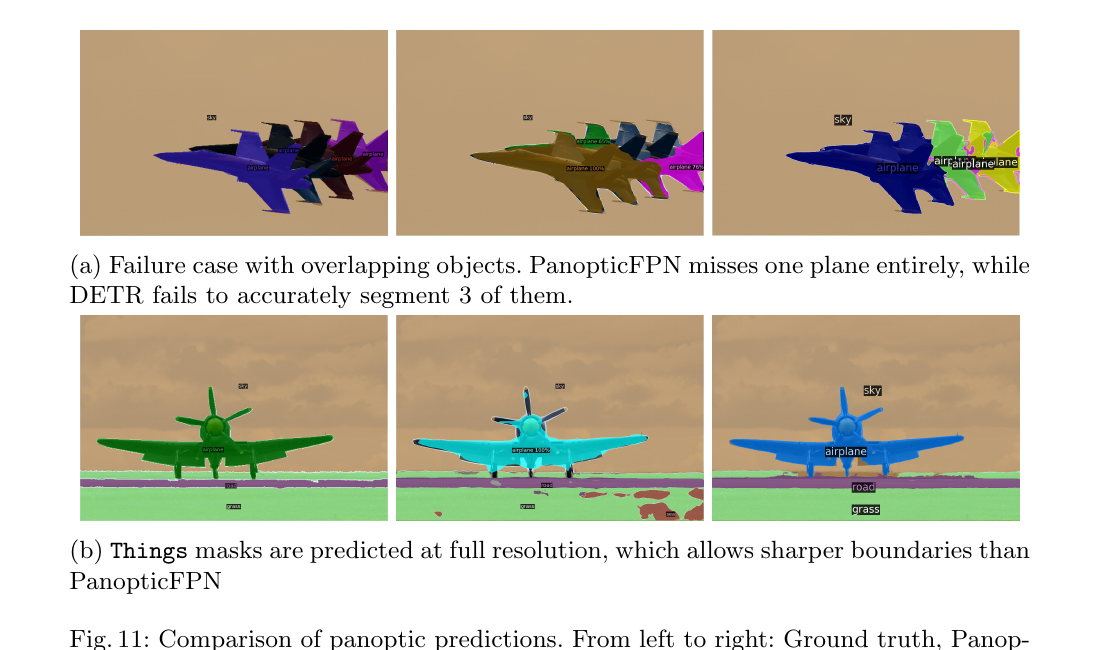 sky
airplane
airplane
airplane
airplane
sky
airplane 65%
airplane 100%
airplane 76%
sky
airplane
airplane
(a) Failure case with overlapping objects. PanopticFPN misses one plane entirely, while
DETR fails to accurately segment 3 of them.
sky
airplane
road
grass
sky
airplane 100%
road
grass
sky
airplane
road
grass
(b) Things masks are predicted at full resolution, which allows sharper boundaries than
PanopticFPN
Fig. 11: Comparison of panoptic predictions. From left to right: Ground truth, Panop-